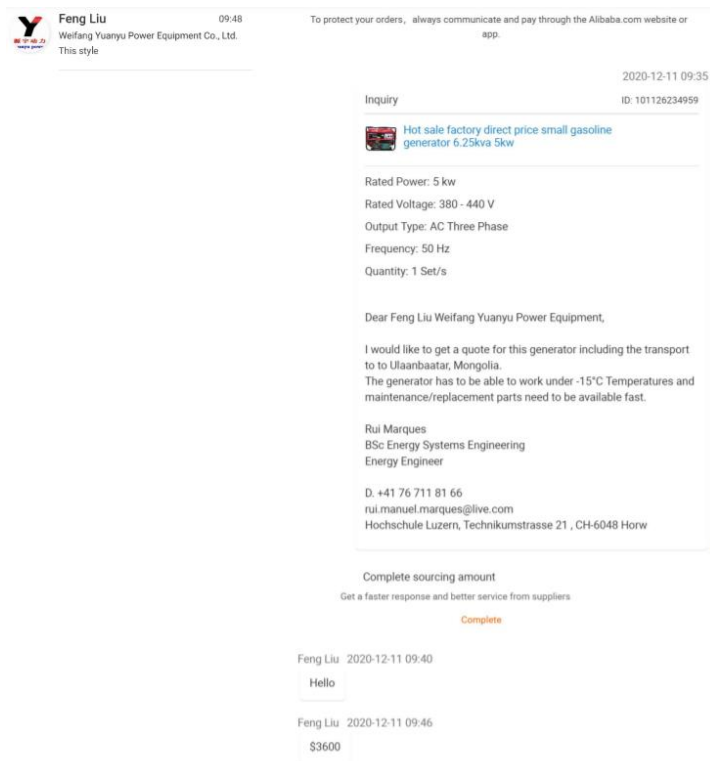 Feng Liu
09:48
Weifang Yuanyu Power Equipment Co., Ltd.
This style
To protect your orders, always communicate and pay through the Alibaba.com website or
app.
2020-12-11 09:35
Inquiry
ID: 101126234959
Hot sale factory direct price small gasoline
generator 6.25kva 5kw
Rated Power: 5 kw
Rated Voltage: 380 - 440 V
Output Type: AC Three Phase
Frequency: 50 Hz
Quantity: 1 Set/s
Dear Feng Liu Weifang Yuanyu Power Equipment,
I would like to get a quote for this generator including the transport
to to Ulaanbaatar, Mongolia.
The generator has to be able to work under -15°C Temperatures and
maintenance/replacement parts need to be available fast.
Rui Marques
BSc Energy Systems Engineering
Energy Engineer
D. +41 76 711 81 66
rui.manuel.marques@live.com
Hochschule Luzern, Technikumstrasse 21 , CH-6048 Horw
Complete sourcing amount
Get a faster response and better service from suppliers
Complete
Feng Liu 2020-12-11 09:40
Hello
Feng Liu 2020-12-11 09:46
$3600